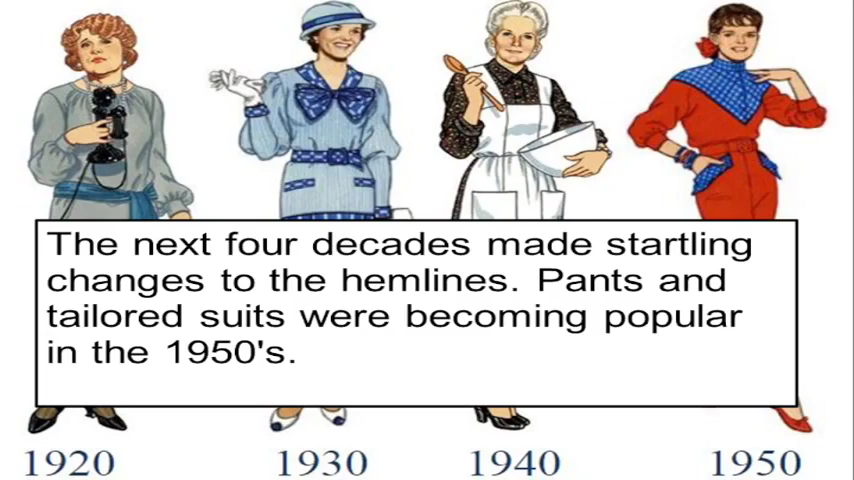 The next four decades made startling
changes to the hemlines. Pants and
tailored suits were becoming popular
in the 1950's.
1920 1930 1940 1950